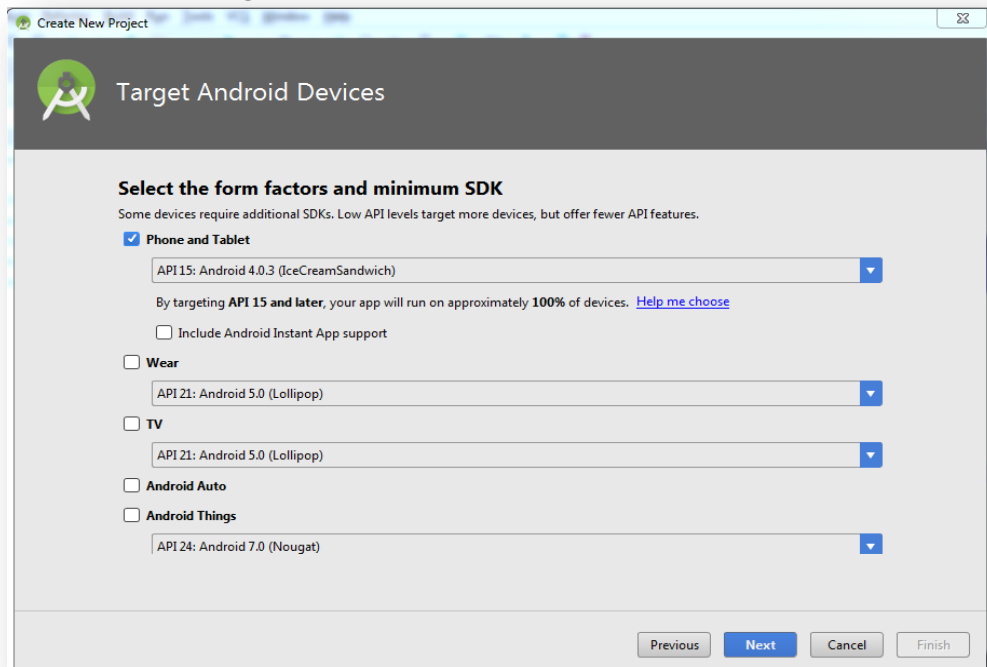 Create New Project
Target Android Devices
Select the form factors and minimum SDK
Some devices require additional SDKs. Low API levels target more devices, but offer fewer API features.
Phone and Tablet
API 15: Android 4.0.3 (IceCreamSandwich)
By targeting API 15 and later, your app will run on approximately 100% of devices. Help me choose
Include Android Instant App support
Wear
API 21: Android 5.0 (Lollipop)
TV
API 21: Android 5.0 (Lollipop)
Android Auto
Android Things
API 24: Android 7.0 (Nougat)
Previous Next Cancel Finish